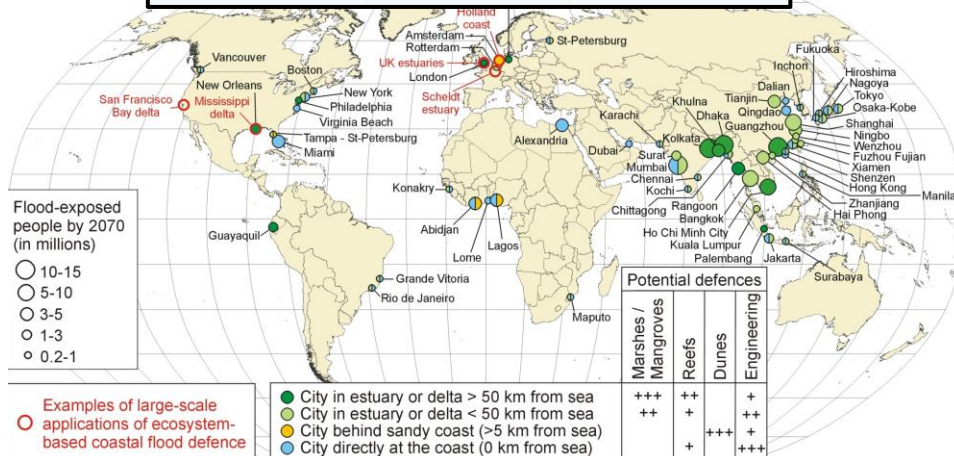 Holland
coast
Amsterdam
Rotterdam
UK estuaries
London
Scheldt
estuary
St-Petersburg
Vancouver
Boston
New Orleans
New York
Philadelphia
Virginia Beach
San Francisco
Bay delta
Mississippi
delta
Tampa - St-Petersburg
Miami
Alexandria
Dubai
Karachi
Khulna
Dhaka
Kolkata
Guangzhou
Surat
Mumbai
Chennai
Kochi
Chittagong
Rangoon
Bangkok
Ho Chi Minh City
Kuala Lumpur
Palembang
Jakarta
Surabaya
Fukuoka
Inchon
Dalian
Tianjin
Qingdao
Hiroshima
Nagoya
Tokyo
Osaka-Kobe
Shanghai
Ningbo
Wenzhou
Fuzhou Fujian
Xiamen
Shenzen
Hong Kong
Manila
Zhanjiang
Hai Phong
Konakry
Abidjan
Lome
Lagos
Guayaquil
Grande Vitoria
Rio de Janeiro
Maputo
Flood-exposed
people by 2070
(in millions)
10-15
5-10
3-5
1-3
0.2-1
Examples of large-scale
applications of ecosystem-
based coastal flood defence
Potential defences
Marshes /
Mangroves
Reefs
Dunes
Engineering
City in estuary or delta > 50 km from sea +++ ++ +
City in estuary or delta < 50 km from sea ++ + ++
City behind sandy coast (>5 km from sea) +++ +
City directly at the coast (0 km from sea) + +++